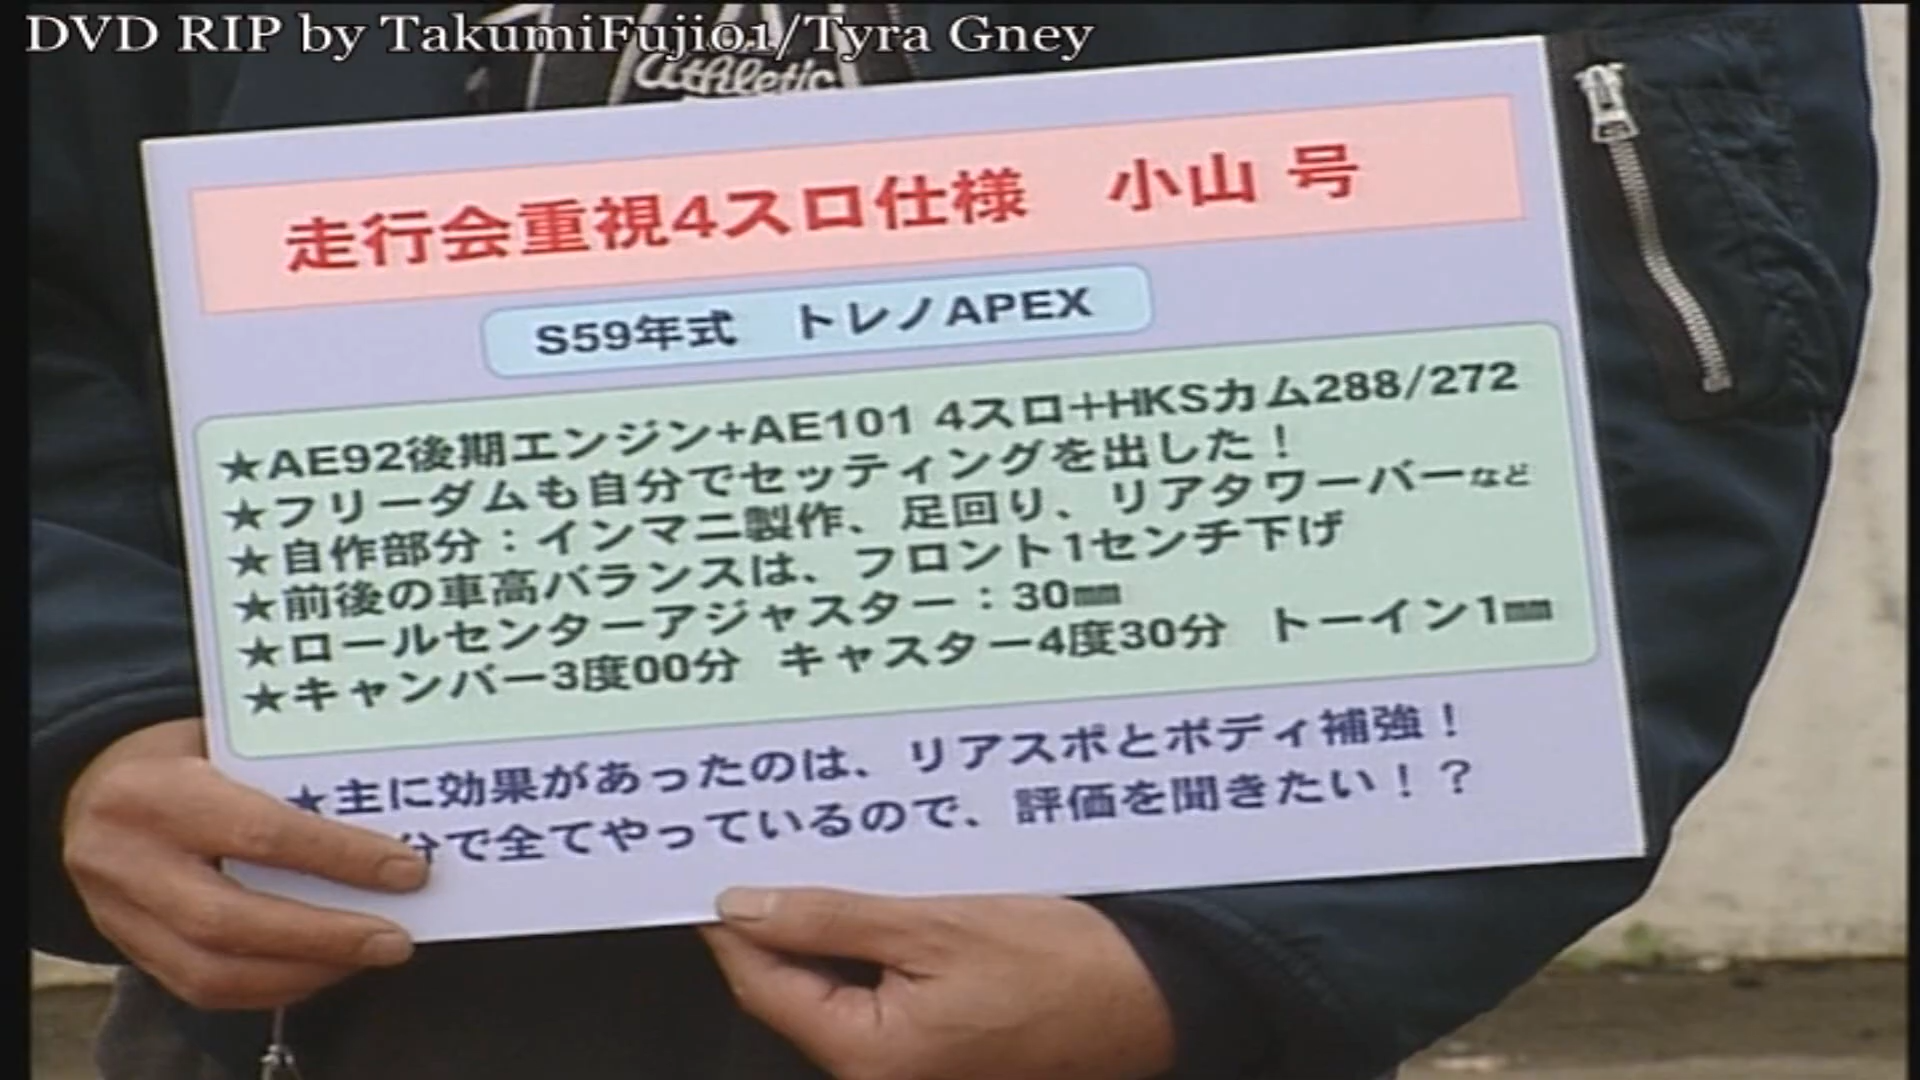 DVD RIP by TakumiFuji01/Tyra Gney
athletic
走行会重視4スロ仕様 小山 号
S59年式 トレノAPEX
★AE92後期エンジン+AE101 4スロ+HKSカム288/272
★フリーダムも自分でセッティングを出した！
★自作部分：インマニ製作、足回り、リアタワーバーなど
★前後の車高バランスは、フロント1センチ下げ
★ロールセンターアジャスター：30㎜
★キャンバー3度00分 キャスター4度30分 トーイン1㎜
★主に効果があったのは、リアスポとボディ補強！
分で全てやっているので、評価を聞きたい！？